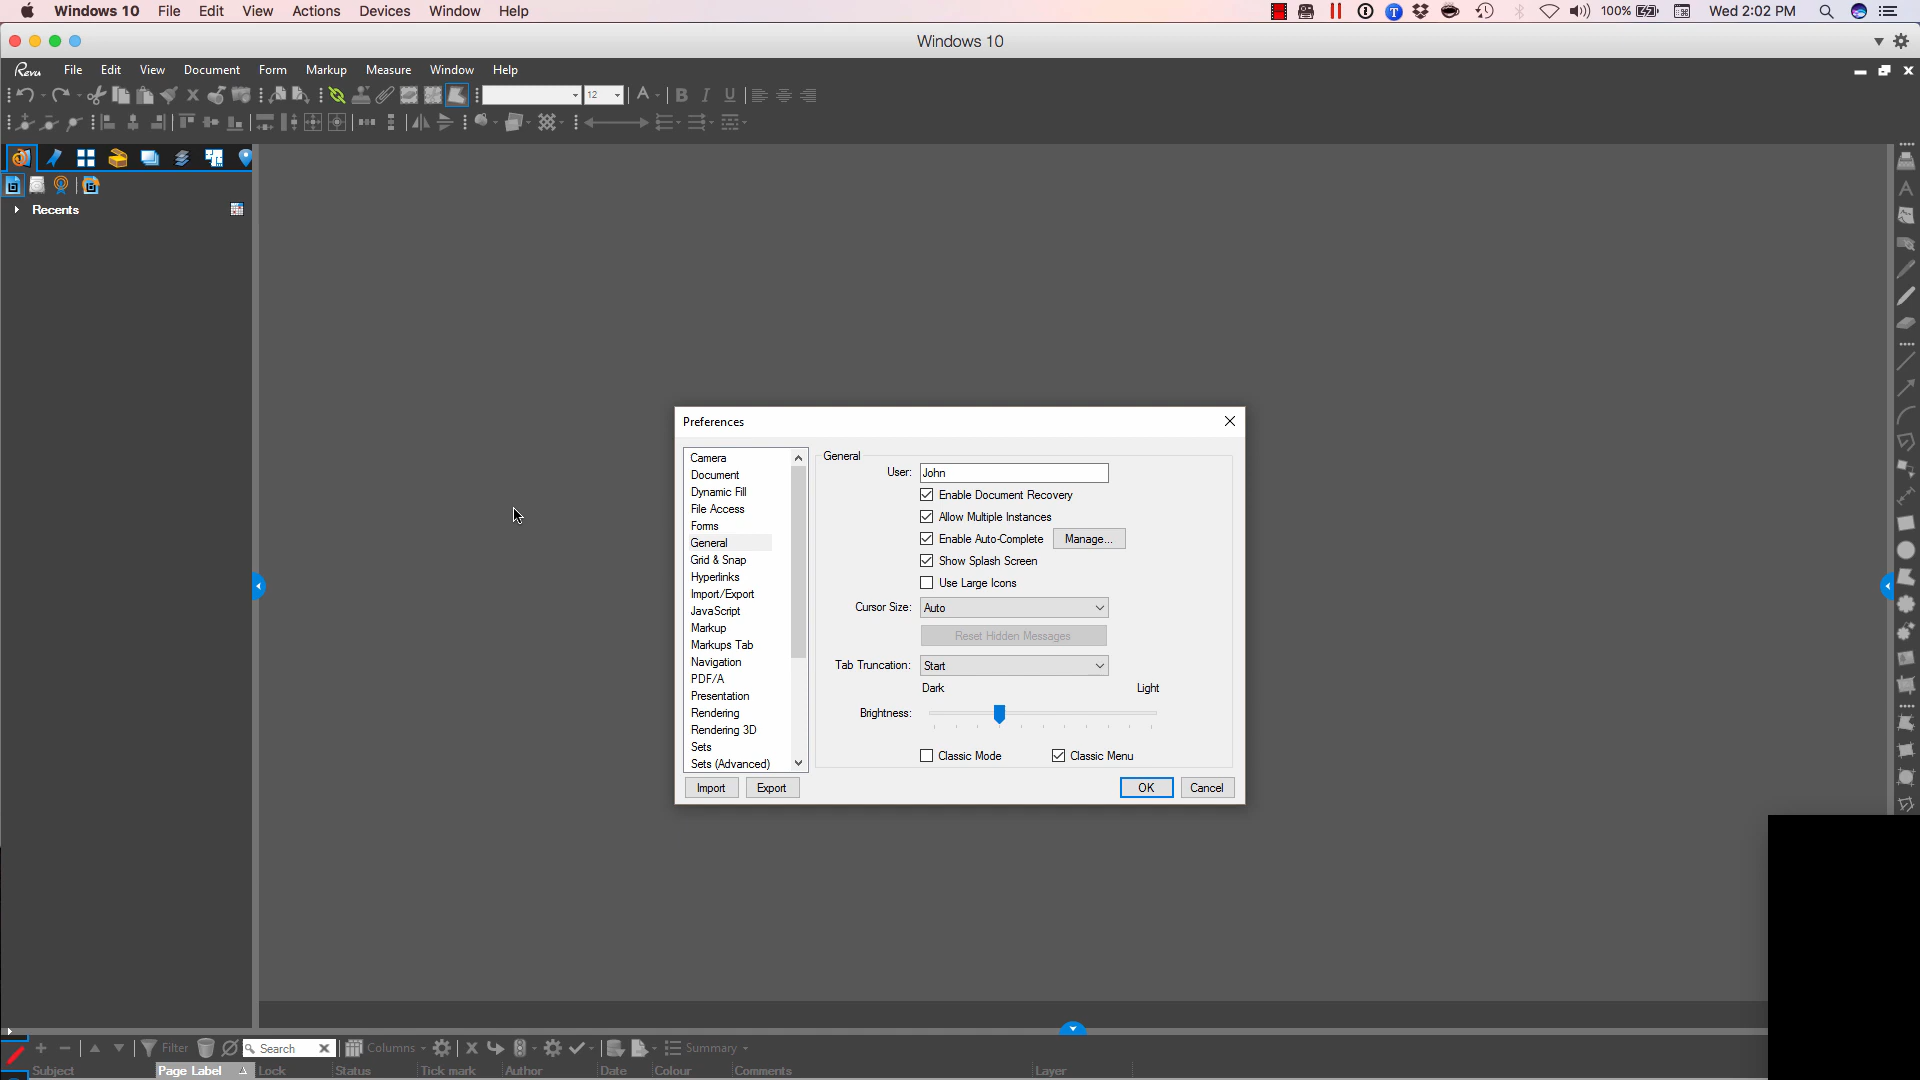 Windows 10 File Edit View Actions Devices Window Help 100% Wed 2:02 PM
Windows 10
Revu File Edit View Document Form Markup Measure Window Help
12 A B I U
Recents
Preferences
Camera
Document
Dynamic Fill
File Access
Forms
General
Grid & Snap
Hyperlinks
Import/Export
JavaScript
Markup
Markups Tab
Navigation
PDF/A
Presentation
Rendering
Rendering 3D
Sets
Sets (Advanced)
General
User: John
Enable Document Recovery
Allow Multiple Instances
Enable Auto-Complete Manage...
Show Splash Screen
Use Large Icons
Cursor Size: Auto
Reset Hidden Messages
Tab Truncation: Start
Dark Light
Brightness:
Classic Mode Classic Menu
Import Export OK Cancel
Filter Search Columns Summary
Subject Page Label Lock Status Tick mark Author Date Colour Comments Layer